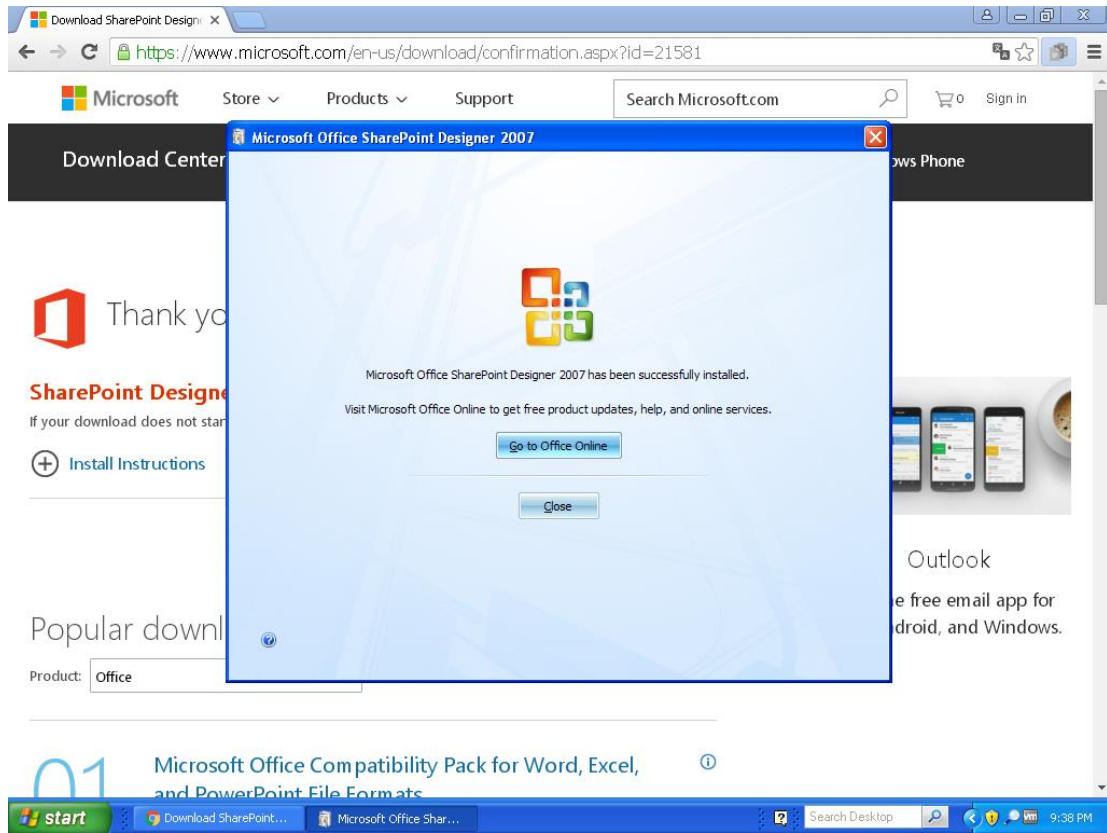 Download SharePoint Design
https://www.microsoft.com/en-us/download/confirmation.aspx?id=21581
Microsoft Store Products Support Search Microsoft.com 0 Sign in
Download Center Phone
Microsoft Office SharePoint Designer 2007
Thank yo
SharePoint Designe
If your download does not star
Install Instructions
Microsoft Office SharePoint Designer 2007 has been successfully installed.
Visit Microsoft Office Online to get free product updates, help, and online services.
Go to Office Online
Close
Outlook
e free email app for
droid, and Windows.
Popular downl
Product: Office
01 Microsoft Office Compatibility Pack for Word, Excel,
and PowerPoint File Formats
start Download SharePoint... Microsoft Office Shar... Search Desktop 9:38 PM